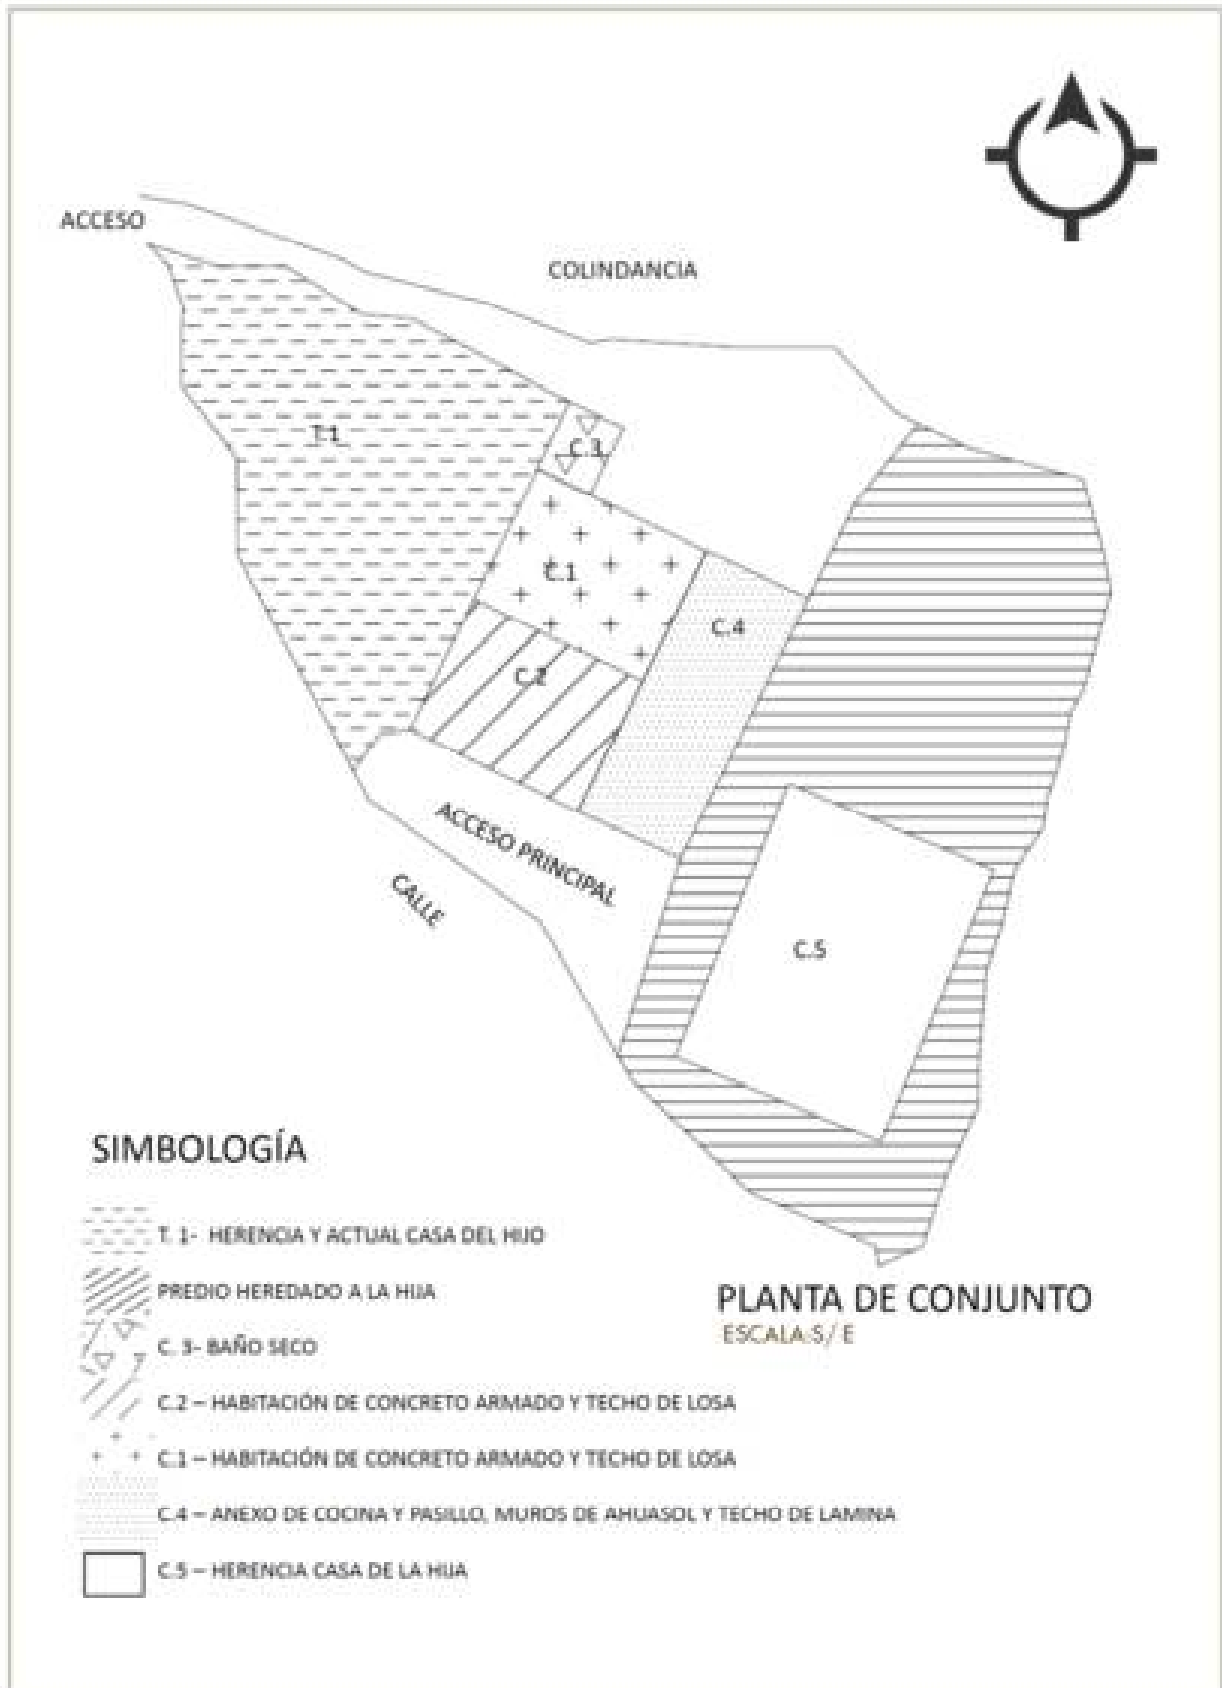 ACCESO
COLINDANCIA
T.1
C.3
C.1
C.4
C.2
ACCESO PRINCIPAL
CALLE
C.5
SIMBOLOGÍA
T. 1- HERENCIA Y ACTUAL CASA DEL HIJO
PREDIO HEREDADO A LA HIJA
C. 3- BAÑO SECO
C.2 – HABITACIÓN DE CONCRETO ARMADO Y TECHO DE LOSA
C.1 – HABITACIÓN DE CONCRETO ARMADO Y TECHO DE LOSA
C.4 – ANEXO DE COCINA Y PASILLO, MUROS DE AHUASOL Y TECHO DE LAMINA
C.5 – HERENCIA CASA DE LA HIJA
PLANTA DE CONJUNTO
ESCALA:S/ E